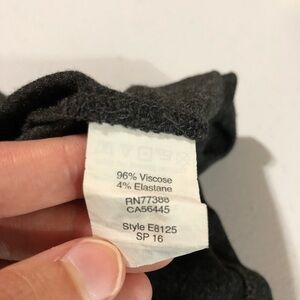 96% Viscose
4% Elastane
RN77388
CA56445
Style E8125
SP 16